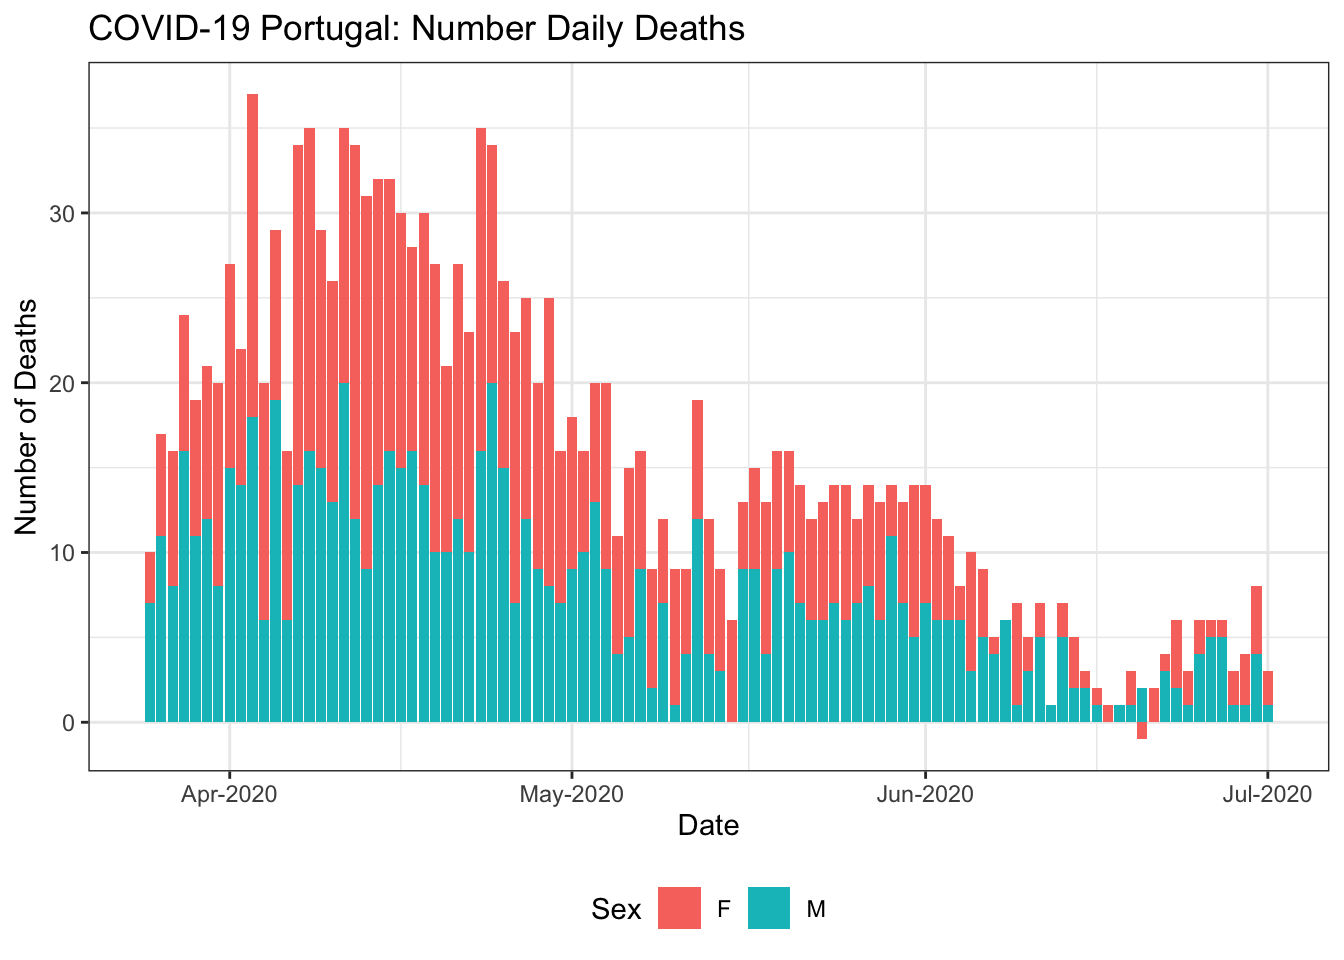 COVID-19 Portugal: Number Daily Deaths
Number of Deaths
30
20
10
0
Apr-2020 May-2020 Jun-2020 Jul-2020
Date
Sex F M